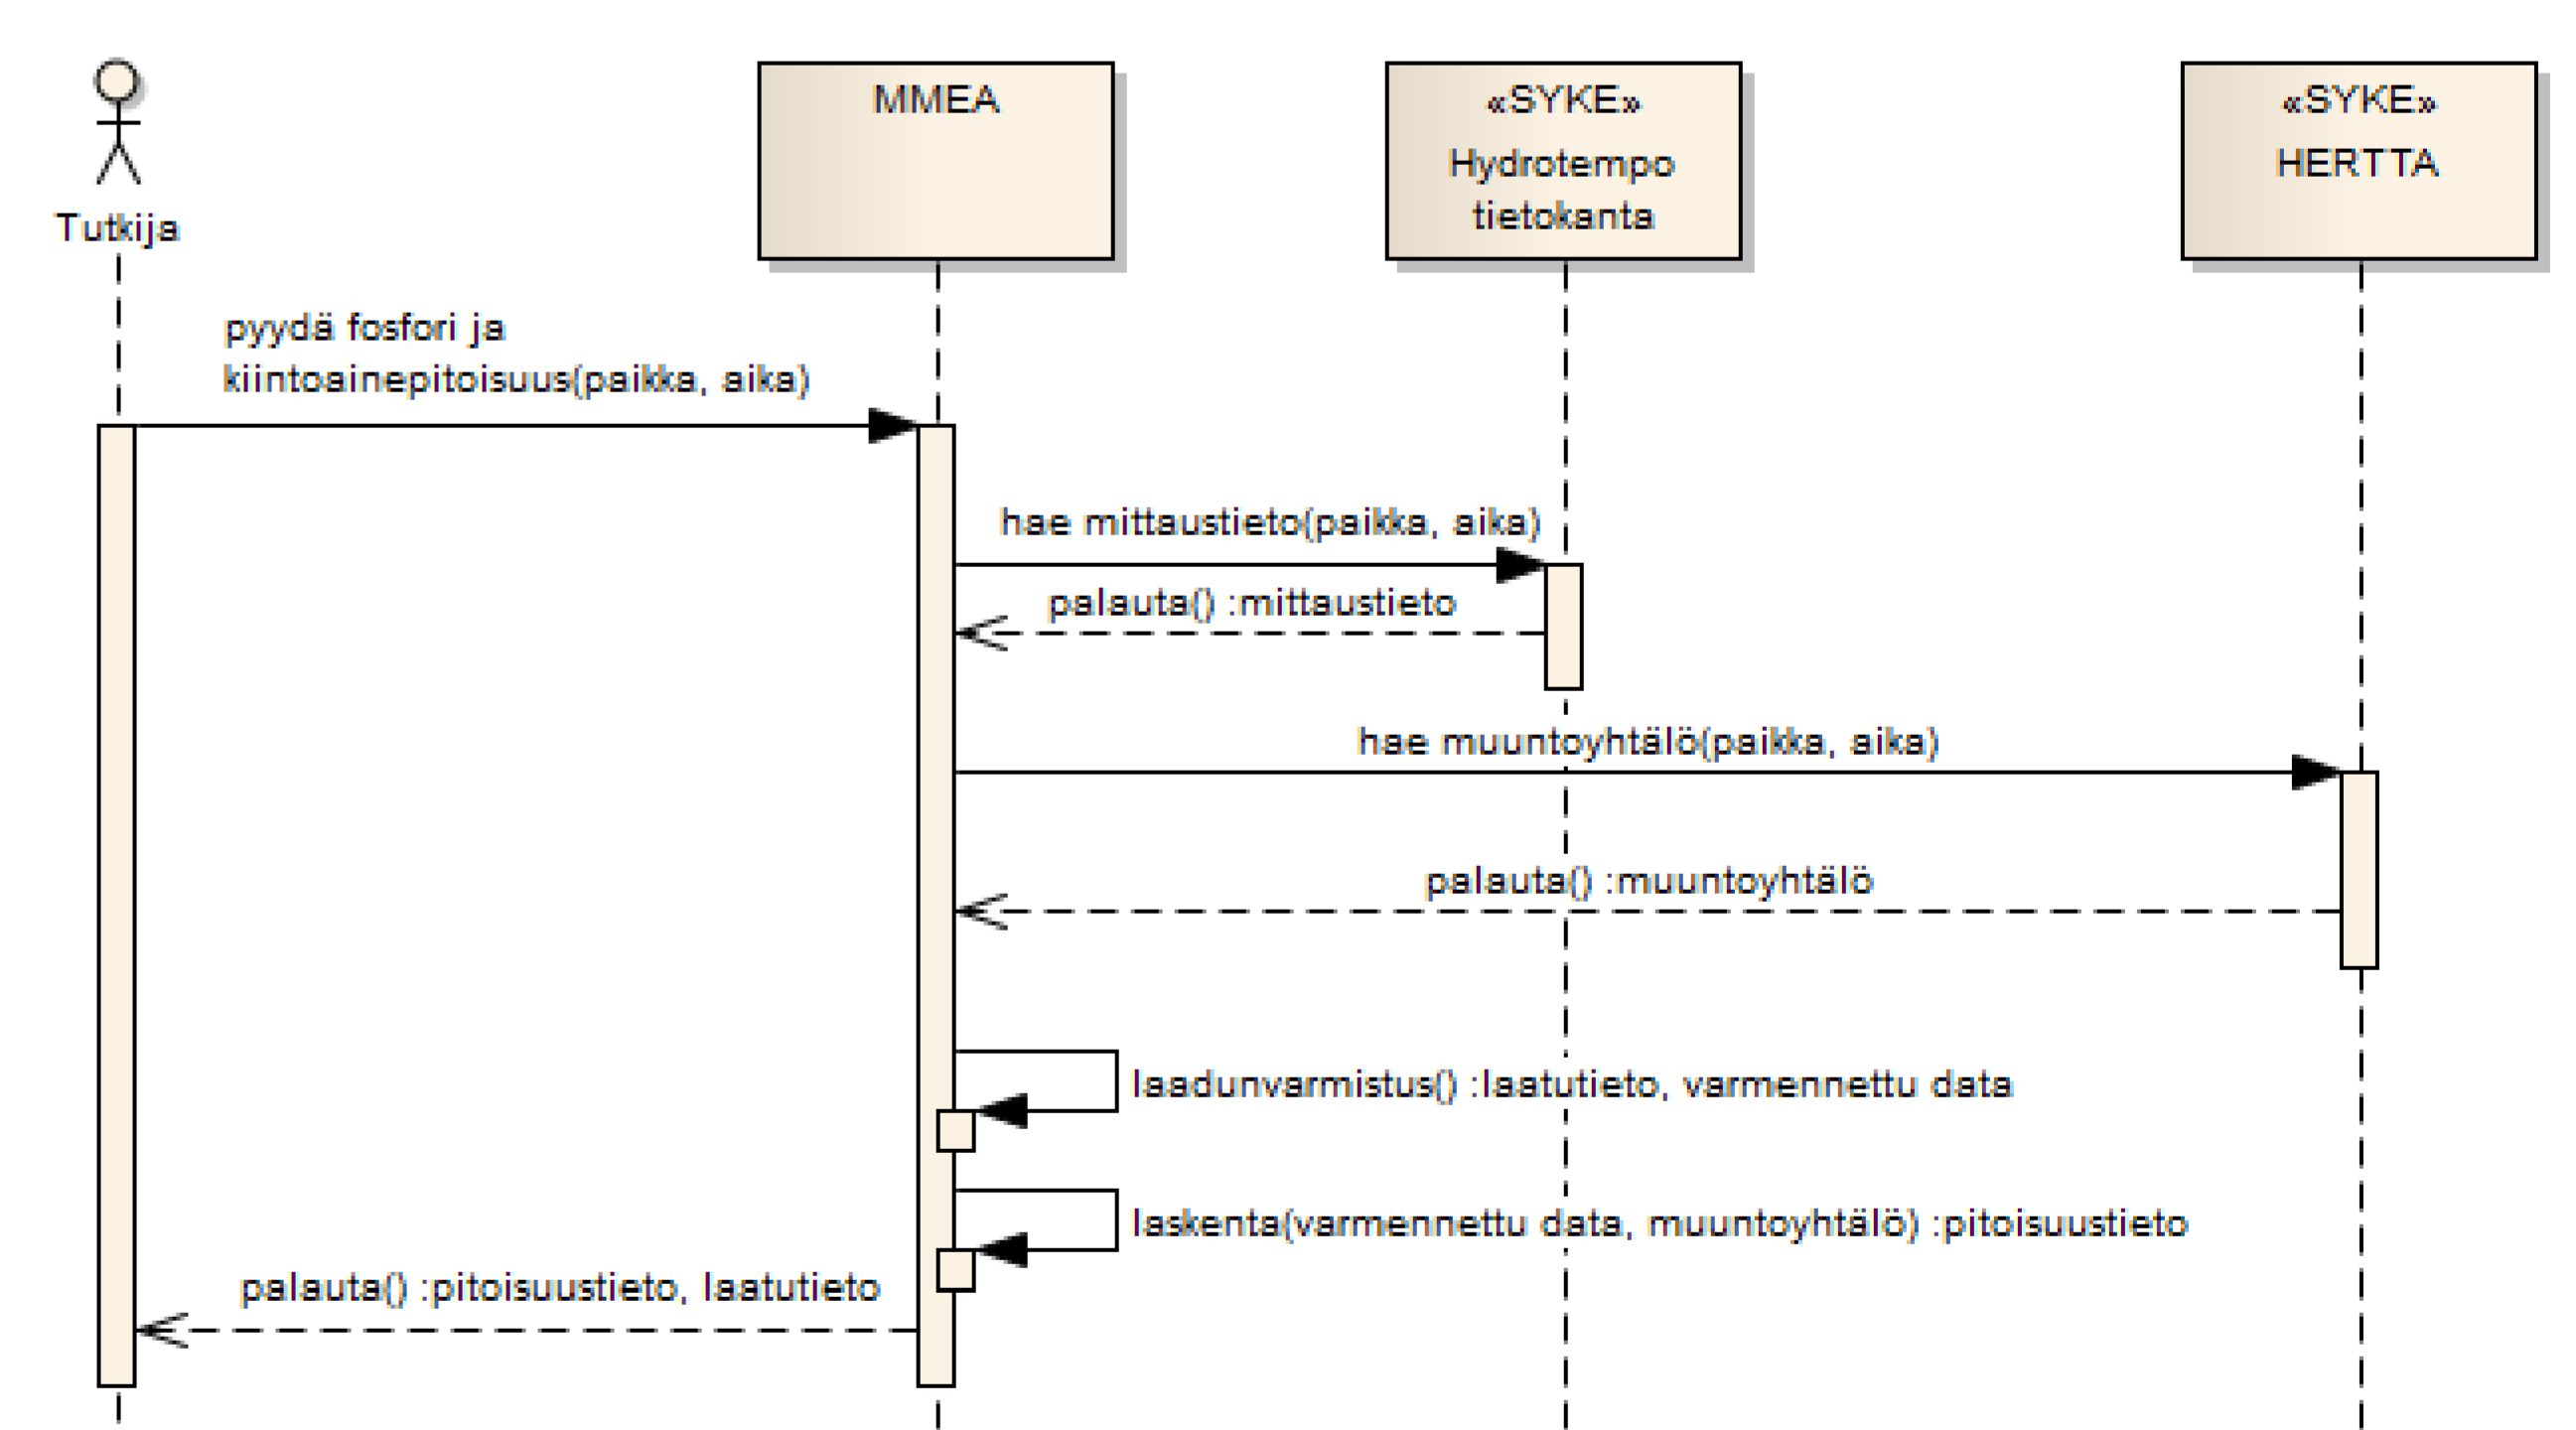 Tutkija
MMEA
«SYKE»
Hydrotempo
tietokanta
«SYKE»
HERTTA
pyydä fosfori ja
kiintoainepitoisuus(paikka, aika)
hae mittaustieto(paikka, aika)
palauta() :mittaustieto
hae muuntoyhtälö(paikka, aika)
palauta() :muuntoyhtälö
laadunvarmistus() :laatutieto, varmennettu data
laskenta(varmennettu data, muuntoyhtälö) :pitoisuustieto
palauta() :pitoisuustieto, laatutieto